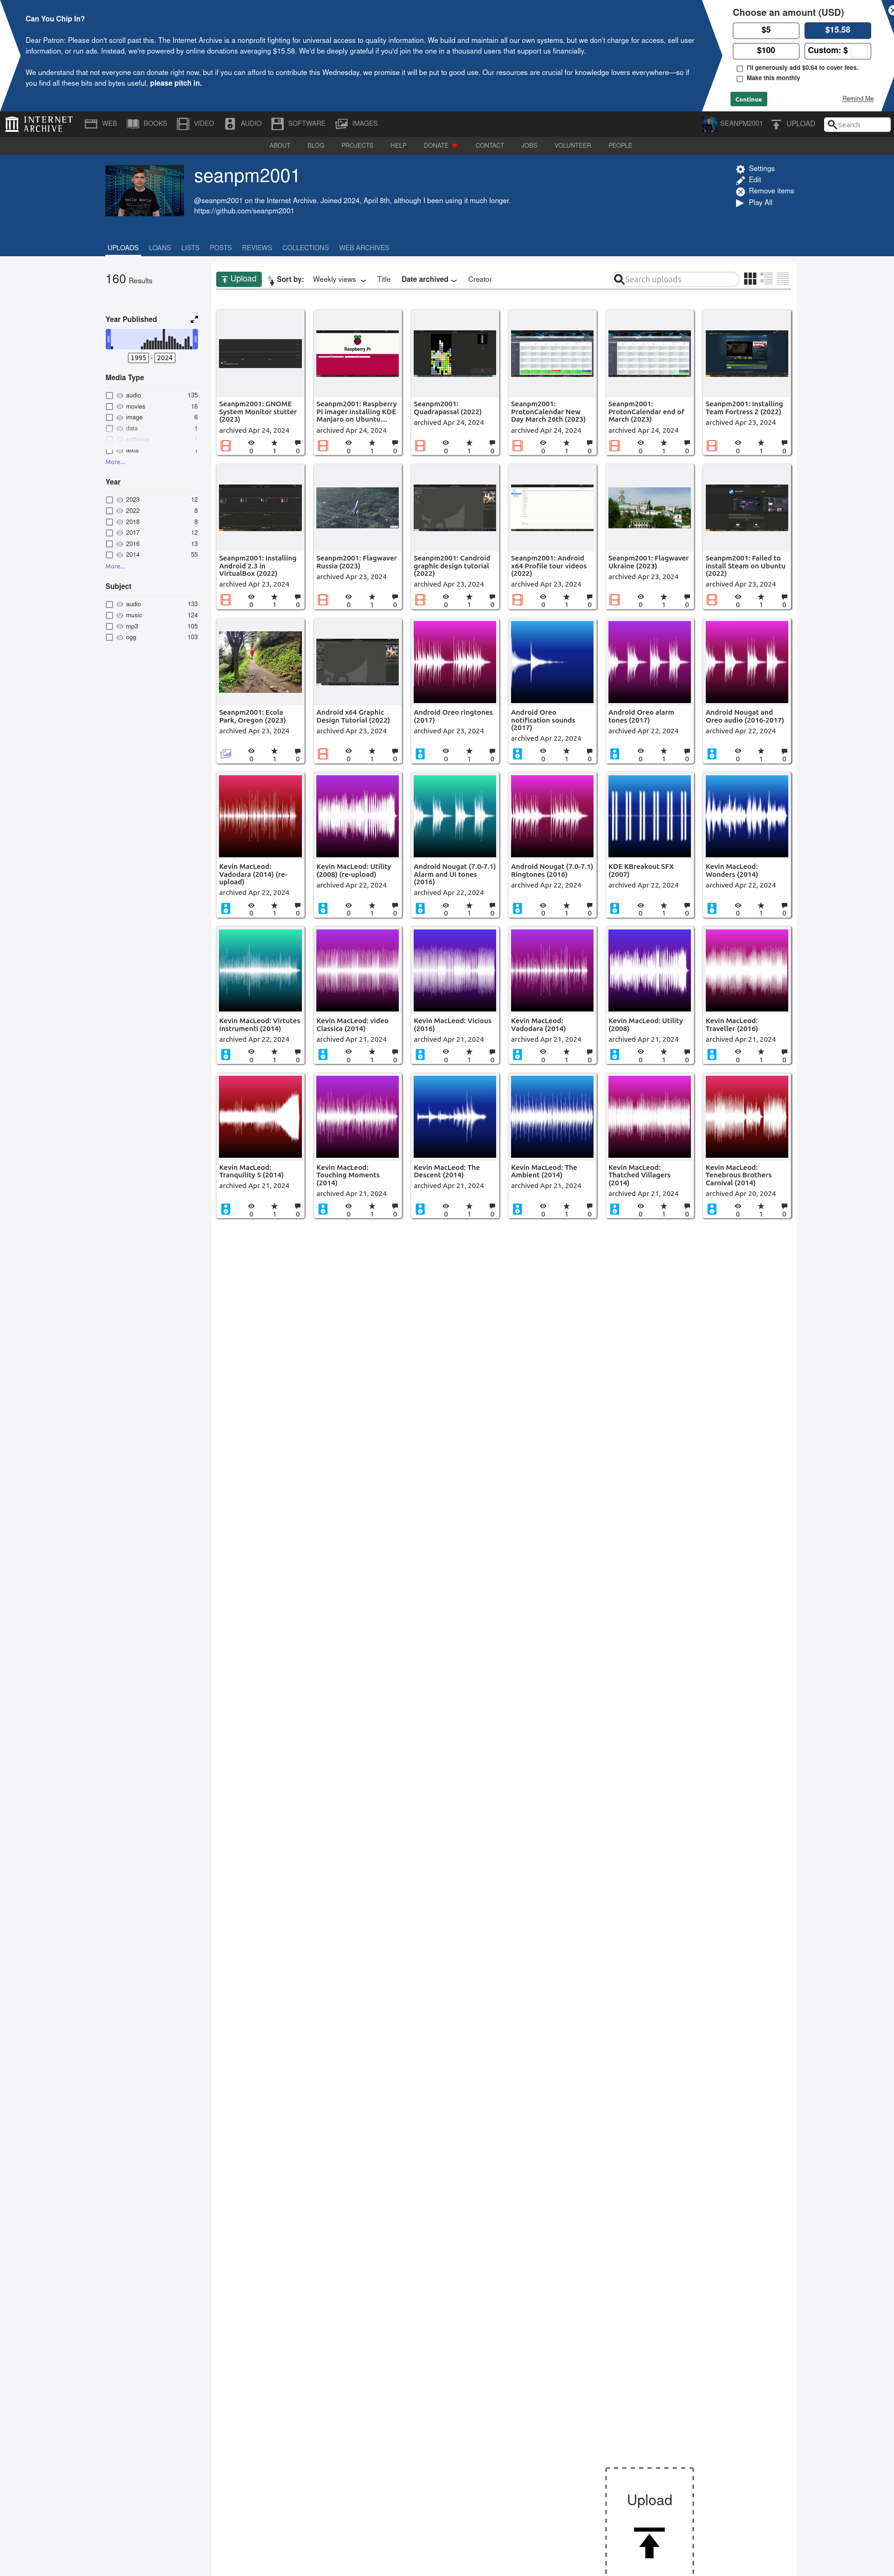 Can You Chip In?
Dear Patron: Please don't scroll past this. The Internet Archive is a nonprofit fighting for universal access to quality information. We build and maintain all our own systems, but we don't charge for access, sell user
information, or run ads. Instead, we're powered by online donations averaging $15.58. We'd be deeply grateful if you'd join the one in a thousand users that support us financially.
We understand that not everyone can donate right now, but if you can afford to contribute this Wednesday, we promise it will be put to good use. Our resources are crucial for knowledge lovers everywhere—so if
you find all these bits and bytes useful, please pitch in.
Choose an amount (USD)
$5
$15.58
$100
Custom: $
I'll generously add $0.64 to cover fees.
Make this monthly
Continue
Remind Me
INTERNET ARCHIVE
WEB
BOOKS
VIDEO
AUDIO
SOFTWARE
IMAGES
SEANPM2001
UPLOAD
Search
ABOUT
BLOG
PROJECTS
HELP
DONATE
CONTACT
JOBS
VOLUNTEER
PEOPLE
seanpm2001
@seanpm2001 on the Internet Archive. Joined 2024, April 8th, although I been using it much longer.
https://github.com/seanpm2001
Settings
Edit
Remove items
Play All
UPLOADS
LOANS
LISTS
POSTS
REVIEWS
COLLECTIONS
WEB ARCHIVES
160 Results
Upload
Sort by:
Weekly views
Title
Date archived
Creator
Search uploads
Year Published
1995 - 2024
Media Type
audio 135
movies 16
image 6
data 1
software 1
texts 1
More...
Year
2023 12
2022 8
2018 8
2017 12
2016 13
2014 55
More...
Subject
audio 133
music 124
mp3 105
ogg 103
Raspberry Pi
Seanpm2001: GNOME
System Monitor stutter
(2023)
archived Apr 24, 2024
0 1 0
Seanpm2001: Raspberry
Pi imager installing KDE
Manjaro on Ubuntu...
archived Apr 24, 2024
0 1 0
Seanpm2001:
Quadrapassal (2022)
archived Apr 24, 2024
0 1 0
Seanpm2001:
ProtonCalendar New
Day March 26th (2023)
archived Apr 24, 2024
0 1 0
Seanpm2001:
ProtonCalendar end of
March (2023)
archived Apr 24, 2024
0 1 0
Seanpm2001: Installing
Team Fortress 2 (2022)
archived Apr 23, 2024
0 1 0
Seanpm2001: Installing
Android 2.3 in
VirtualBox (2022)
archived Apr 23, 2024
0 1 0
Seanpm2001: Flagwaver
Russia (2023)
archived Apr 23, 2024
0 1 0
Seanpm2001: Candroid
graphic design tutorial
(2022)
archived Apr 23, 2024
0 1 0
Seanpm2001: Android
x64 Profile tour videos
(2022)
archived Apr 23, 2024
0 1 0
Seanpm2001: Flagwaver
Ukraine (2023)
archived Apr 23, 2024
0 1 0
Seanpm2001: Failed to
install Steam on Ubuntu
(2022)
archived Apr 23, 2024
0 1 0
Seanpm2001: Ecola
Park, Oregon (2023)
archived Apr 23, 2024
0 1 0
Android x64 Graphic
Design Tutorial (2022)
archived Apr 23, 2024
0 1 0
Android Oreo ringtones
(2017)
archived Apr 23, 2024
0 1 0
Android Oreo
notification sounds
(2017)
archived Apr 22, 2024
0 1 0
Android Oreo alarm
tones (2017)
archived Apr 22, 2024
0 1 0
Android Nougat and
Oreo audio (2016-2017)
archived Apr 22, 2024
0 1 0
Kevin MacLeod:
Vadodara (2014) (re-
upload)
archived Apr 22, 2024
0 1 0
Kevin MacLeod: Utility
(2008) (re-upload)
archived Apr 22, 2024
0 1 0
Android Nougat (7.0-7.1)
Alarm and UI tones
(2016)
archived Apr 22, 2024
0 1 0
Android Nougat (7.0-7.1)
Ringtones (2016)
archived Apr 22, 2024
0 1 0
KDE KBreakout SFX
(2007)
archived Apr 22, 2024
0 1 0
Kevin MacLeod:
Wonders (2014)
archived Apr 22, 2024
0 1 0
Kevin MacLeod: Virtutes
Instrumenti (2014)
archived Apr 22, 2024
0 1 0
Kevin MacLeod: video
Classica (2014)
archived Apr 21, 2024
0 1 0
Kevin MacLeod: Vicious
(2016)
archived Apr 21, 2024
0 1 0
Kevin MacLeod:
Vadodara (2014)
archived Apr 21, 2024
0 1 0
Kevin MacLeod: Utility
(2008)
archived Apr 21, 2024
0 1 0
Kevin MacLeod:
Traveller (2016)
archived Apr 21, 2024
0 1 0
Kevin MacLeod:
Tranquility 5 (2014)
archived Apr 21, 2024
0 1 0
Kevin MacLeod:
Touching Moments
(2014)
archived Apr 21, 2024
0 1 0
Kevin MacLeod: The
Descent (2014)
archived Apr 21, 2024
0 1 0
Kevin MacLeod: The
Ambient (2014)
archived Apr 21, 2024
0 1 0
Kevin MacLeod:
Thatched Villagers
(2014)
archived Apr 21, 2024
0 1 0
Kevin MacLeod:
Tenebrous Brothers
Carnival (2014)
archived Apr 20, 2024
0 1 0
Upload